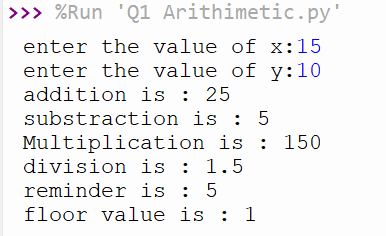 >>> %Run 'Q1 Arithimetic.py'
enter the value of x:15
enter the value of y:10
addition is : 25
substraction is : 5
Multiplication is : 150
division is : 1.5
reminder is : 5
floor value is : 1